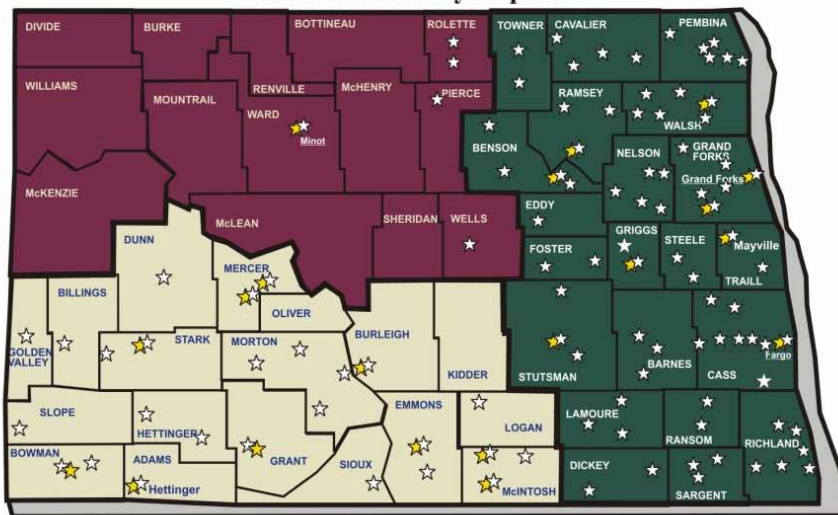 DIVIDE
BURKE
BOTTINEAU
ROLETTE
TOWNER
CAVALIER
PEMBINA
WILLIAMS
RENVILLE
McHENRY
PIERCE
MOUNTRAIL
WARD
Minot
RAMSEY
WALSH
BENSON
NELSON
GRAND
FORKS
Grand Forks
McKENZIE
McLEAN
SHERIDAN
WELLS
EDDY
DUNN
GRIGGS
STEELE
Mayville
FOSTER
TRAILL
BILLINGS
MERCER
OLIVER
GOLDEN
VALLEY
STARK
MORTON
BURLEIGH
KIDDER
STUTSMAN
BARNES
CASS
Fargo
SLOPE
HETTINGER
EMMONS
LOGAN
LAMOURE
RANSOM
RICHLAND
BOWMAN
ADAMS
Hettinger
GRANT
SIOUX
McINTOSH
DICKEY
SARGENT